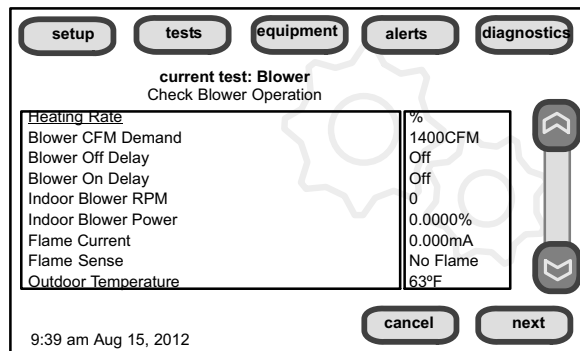 setup tests equipment alerts diagnostics
current test: Blower
Check Blower Operation
Heating Rate %
Blower CFM Demand 1400CFM
Blower Off Delay Off
Blower On Delay Off
Indoor Blower RPM 0
Indoor Blower Power 0.0000%
Flame Current 0.000mA
Flame Sense No Flame
Outdoor Temperature 63ºF
cancel next
9:39 am Aug 15, 2012